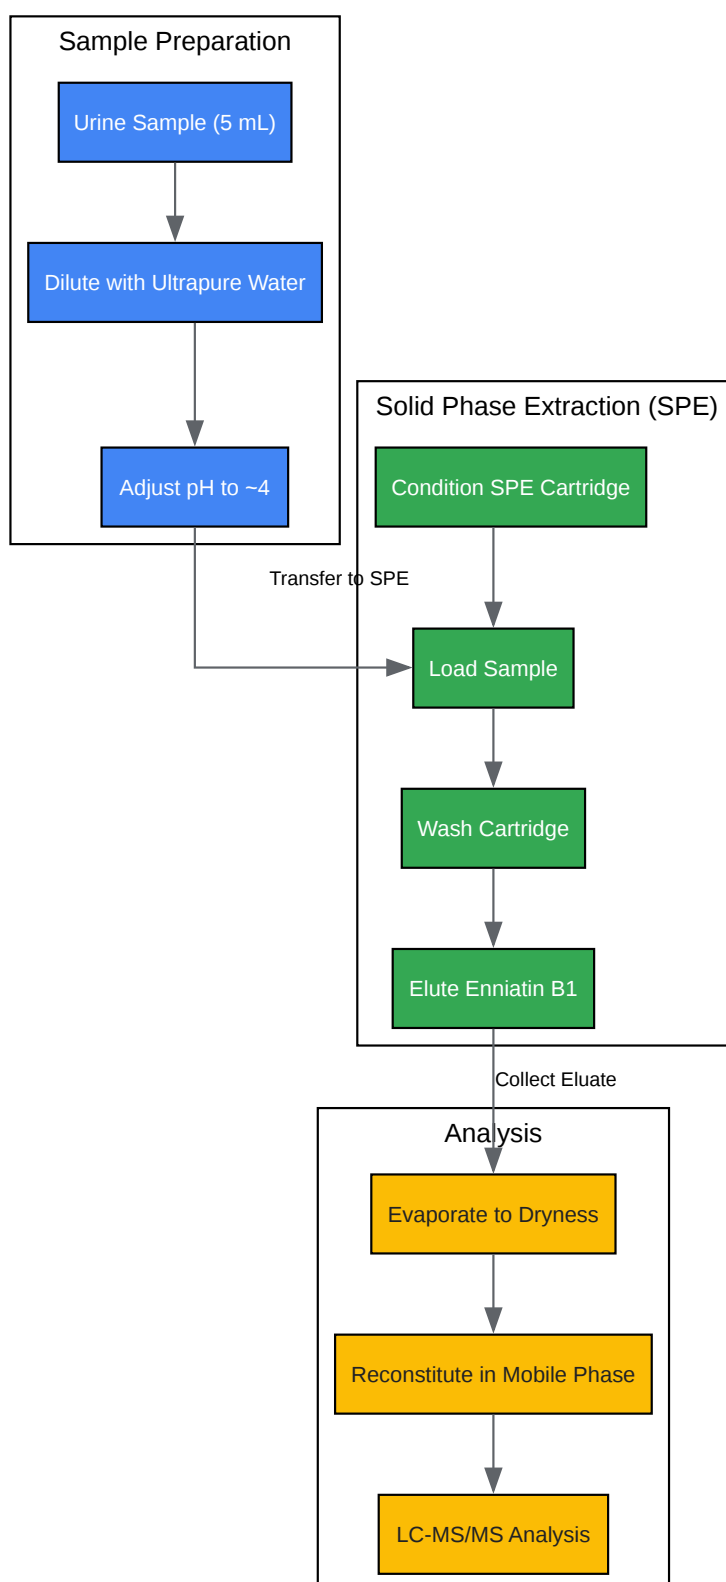 Sample Preparation
Urine Sample (5 mL)
Dilute with Ultrapure Water
Adjust pH to ~4
Transfer to SPE
Solid Phase Extraction (SPE)
Condition SPE Cartridge
Load Sample
Wash Cartridge
Elute Enniatin B1
Collect Eluate
Analysis
Evaporate to Dryness
Reconstitute in Mobile Phase
LC-MS/MS Analysis